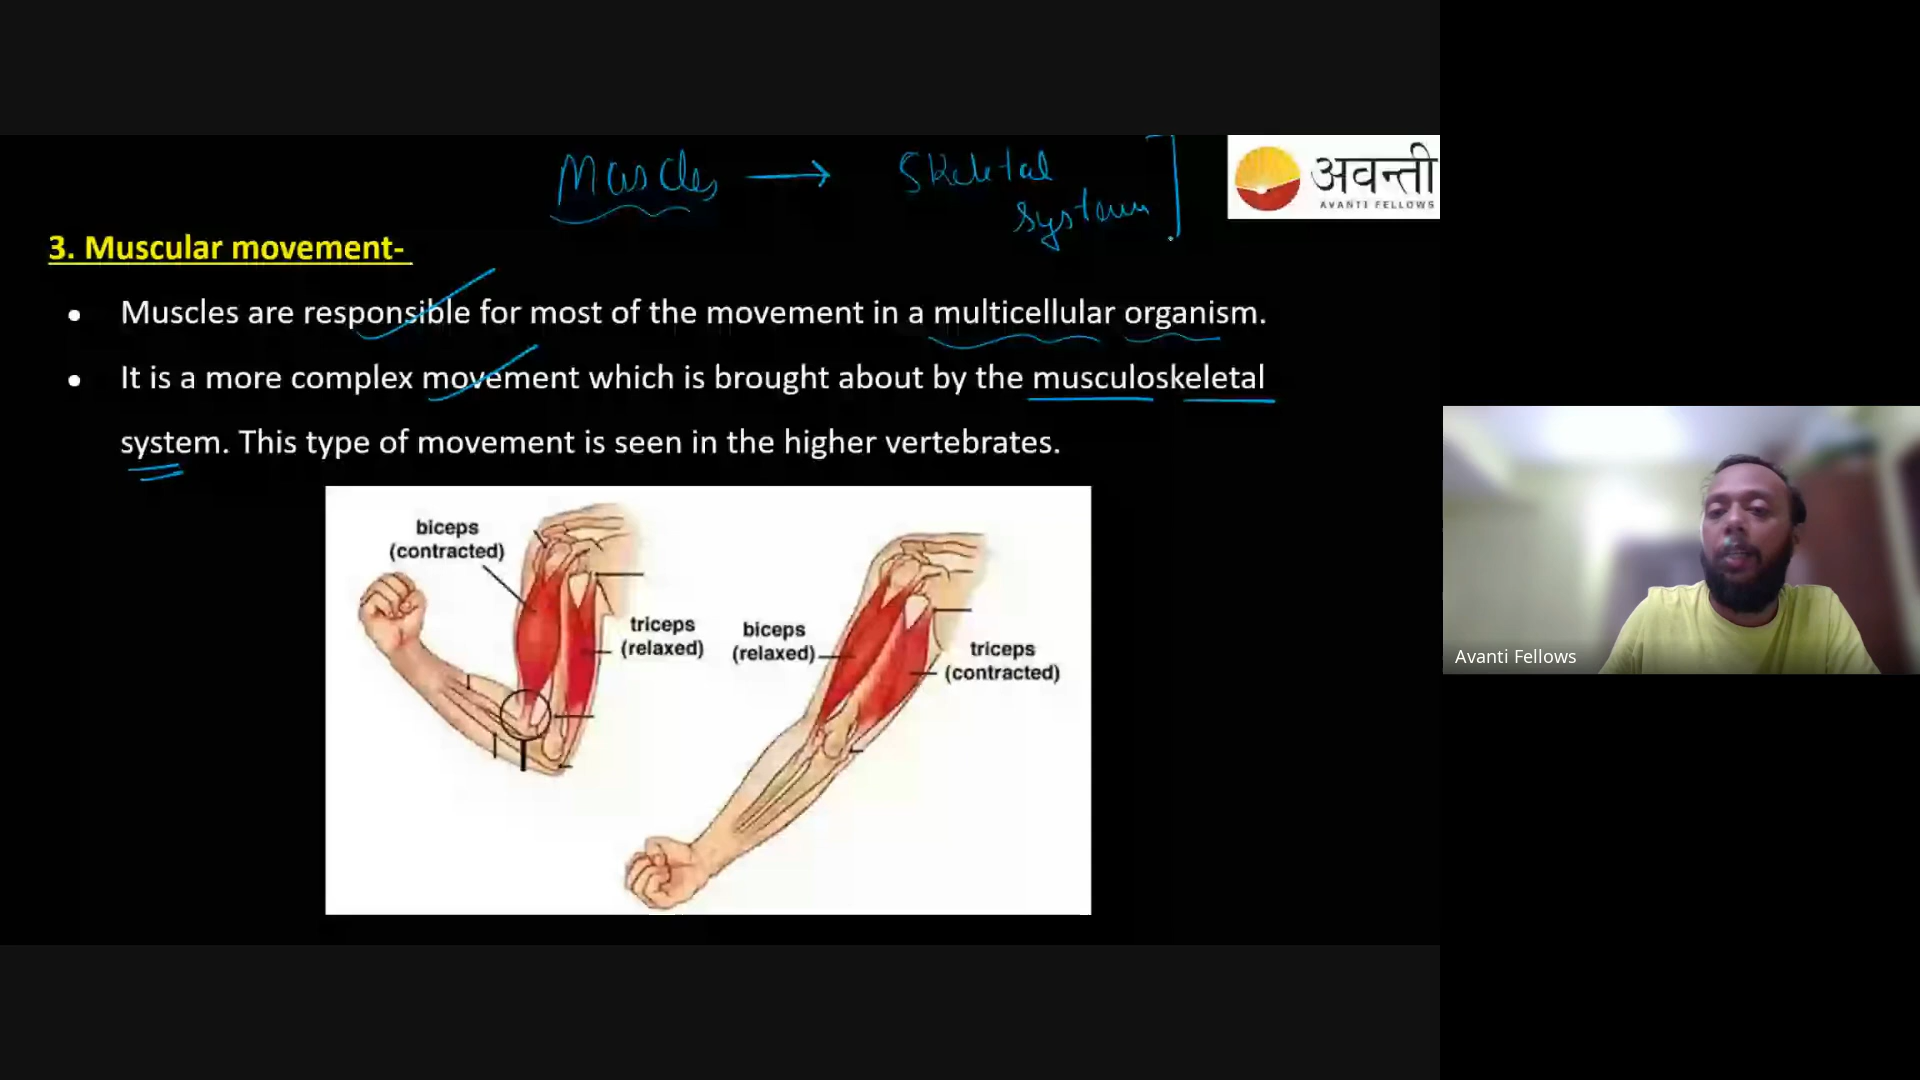 Muscles → Skeletal
system
अवन्ती
AVANTI FELLOWS
3. Muscular movement-
• Muscles are responsible for most of the movement in a multicellular organism.
• It is a more complex movement which is brought about by the musculoskeletal
system. This type of movement is seen in the higher vertebrates.
biceps
(contracted)
triceps
(relaxed)
biceps
(relaxed)
triceps
(contracted)
Avanti Fellows